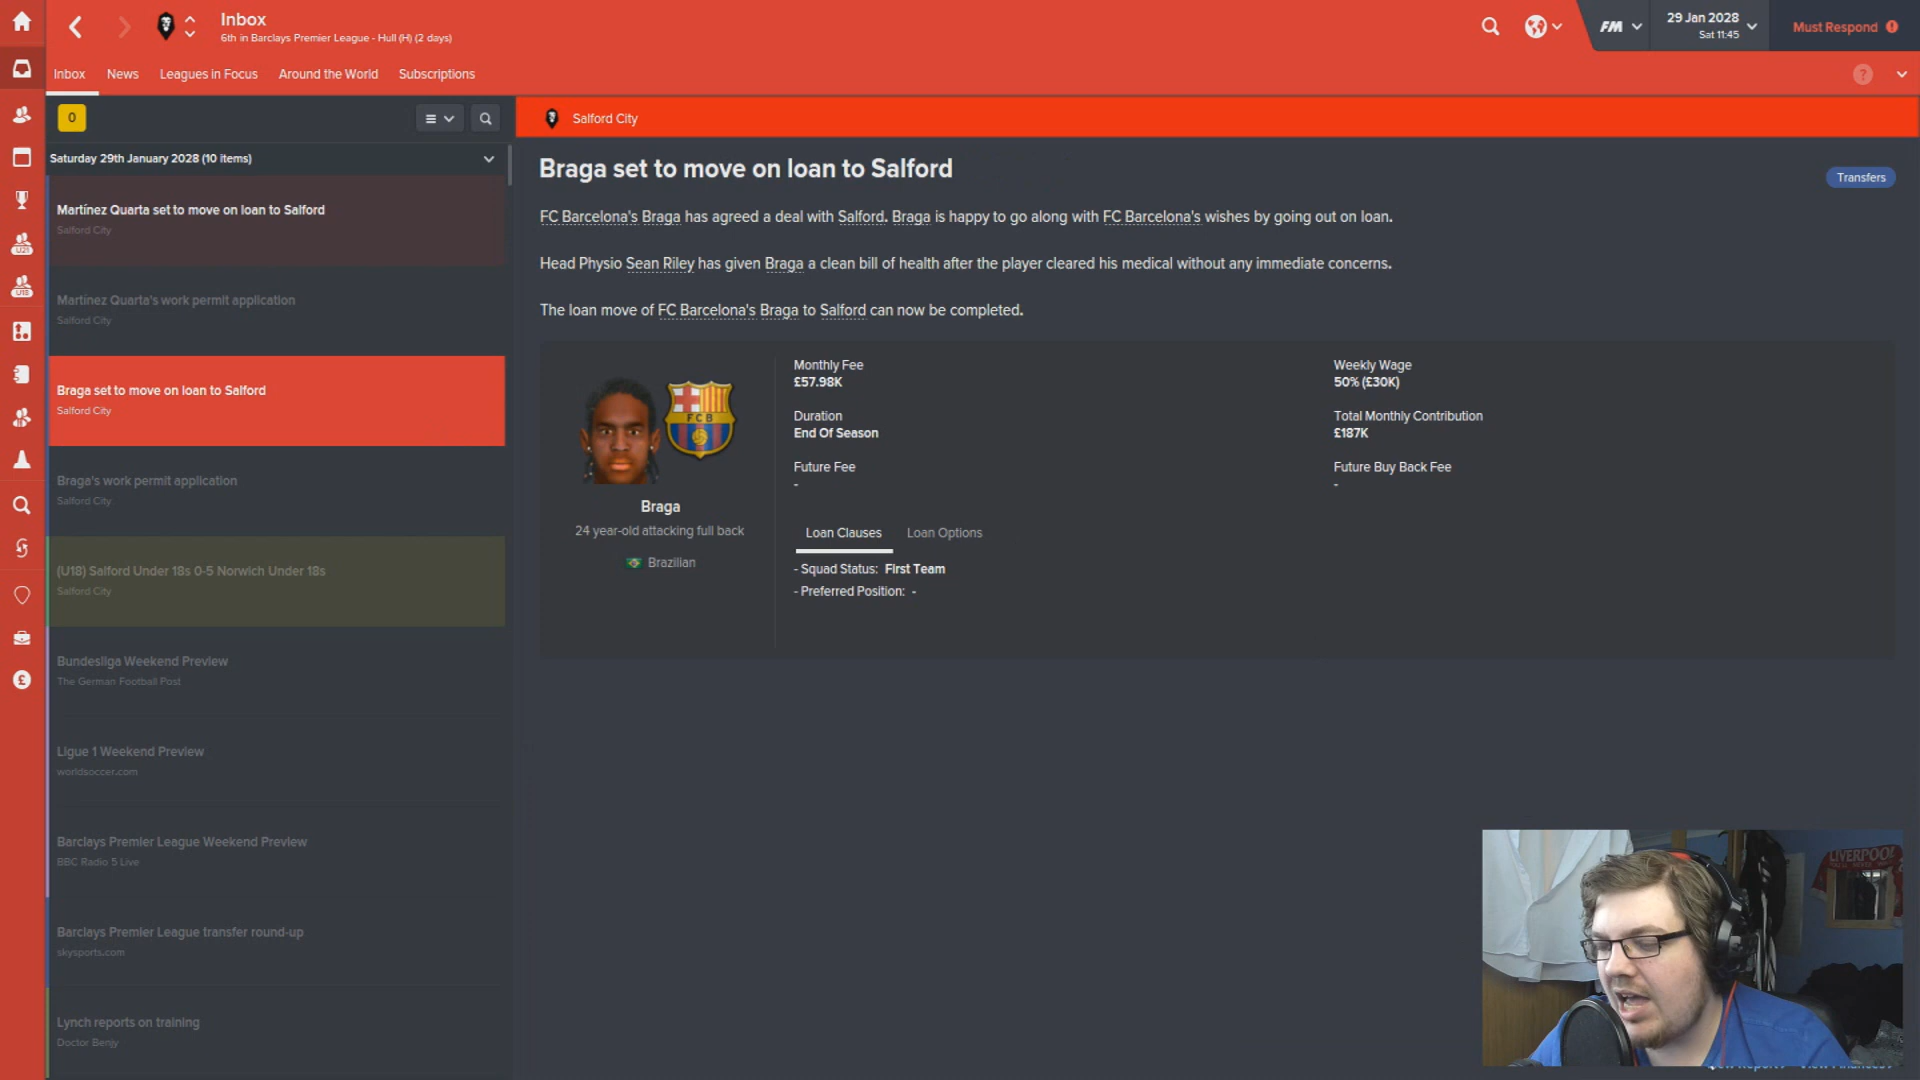 Inbox
6th in Barclays Premier League - Hull (H) (2 days)
FM
29 Jan 2028
Sat 11:45
Must Respond
Inbox
News
Leagues in Focus
Around the World
Subscriptions
?
0
Salford City
Saturday 29th January 2028 (10 items)
Martínez Quarta set to move on loan to Salford
Salford City
Martínez Quarta's work permit application
Salford City
Braga set to move on loan to Salford
Salford City
Braga's work permit application
Salford City
(U18) Salford Under 18s 0-5 Norwich Under 18s
Salford City
Bundesliga Weekend Preview
The German Football Post
Ligue 1 Weekend Preview
worldsoccer.com
Barclays Premier League Weekend Preview
BBC Radio 5 Live
Barclays Premier League transfer round-up
skysports.com
Lynch reports on training
Doctor Benjy
Braga set to move on loan to Salford
Transfers
FC Barcelona's Braga has agreed a deal with Salford. Braga is happy to go along with FC Barcelona's wishes by going out on loan.
Head Physio Sean Riley has given Braga a clean bill of health after the player cleared his medical without any immediate concerns.
The loan move of FC Barcelona's Braga to Salford can now be completed.
FCB
Braga
24 year-old attacking full back
Brazilian
Monthly Fee
£57.98K
Weekly Wage
50% (£30K)
Duration
End Of Season
Total Monthly Contribution
£187K
Future Fee
-
Future Buy Back Fee
-
Loan Clauses
Loan Options
- Squad Status: First Team
- Preferred Position: -
LIVERPOOL